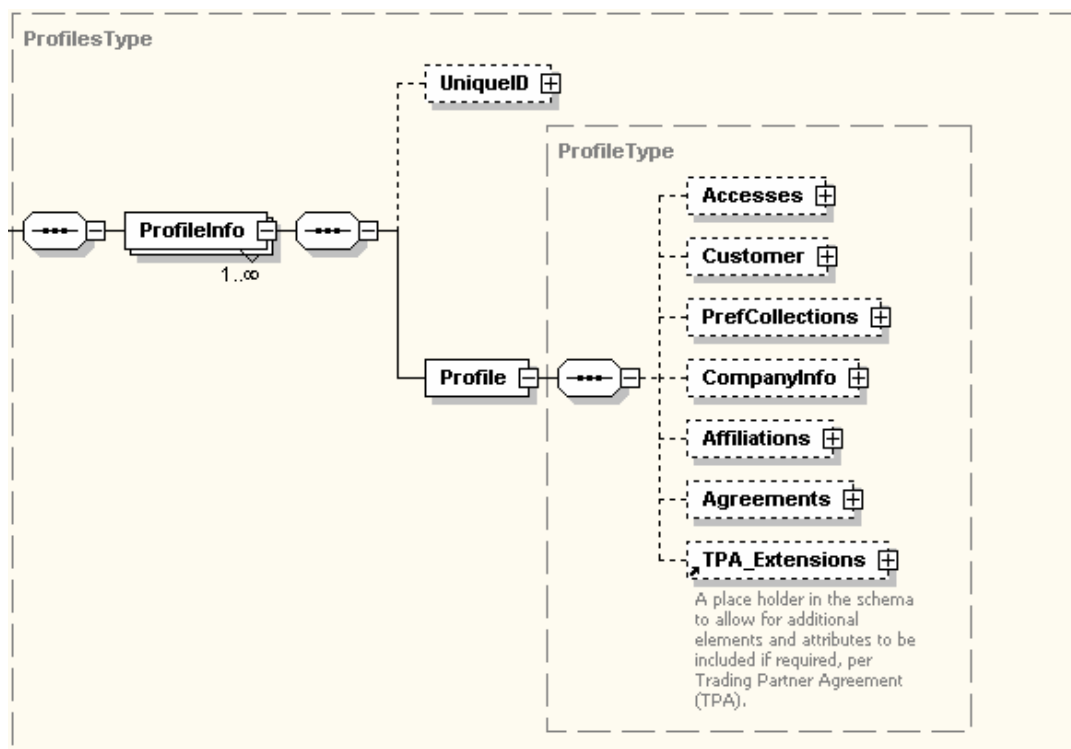 ProfilesType
UniqueID
ProfileType
Accesses
ProfileInfo
Customer
1..∞
PrefCollections
Profile
CompanyInfo
Affiliations
Agreements
TPA_Extensions
A place holder in the schema
to allow for additional
elements and attributes to be
included if required, per
Trading Partner Agreement
(TPA).